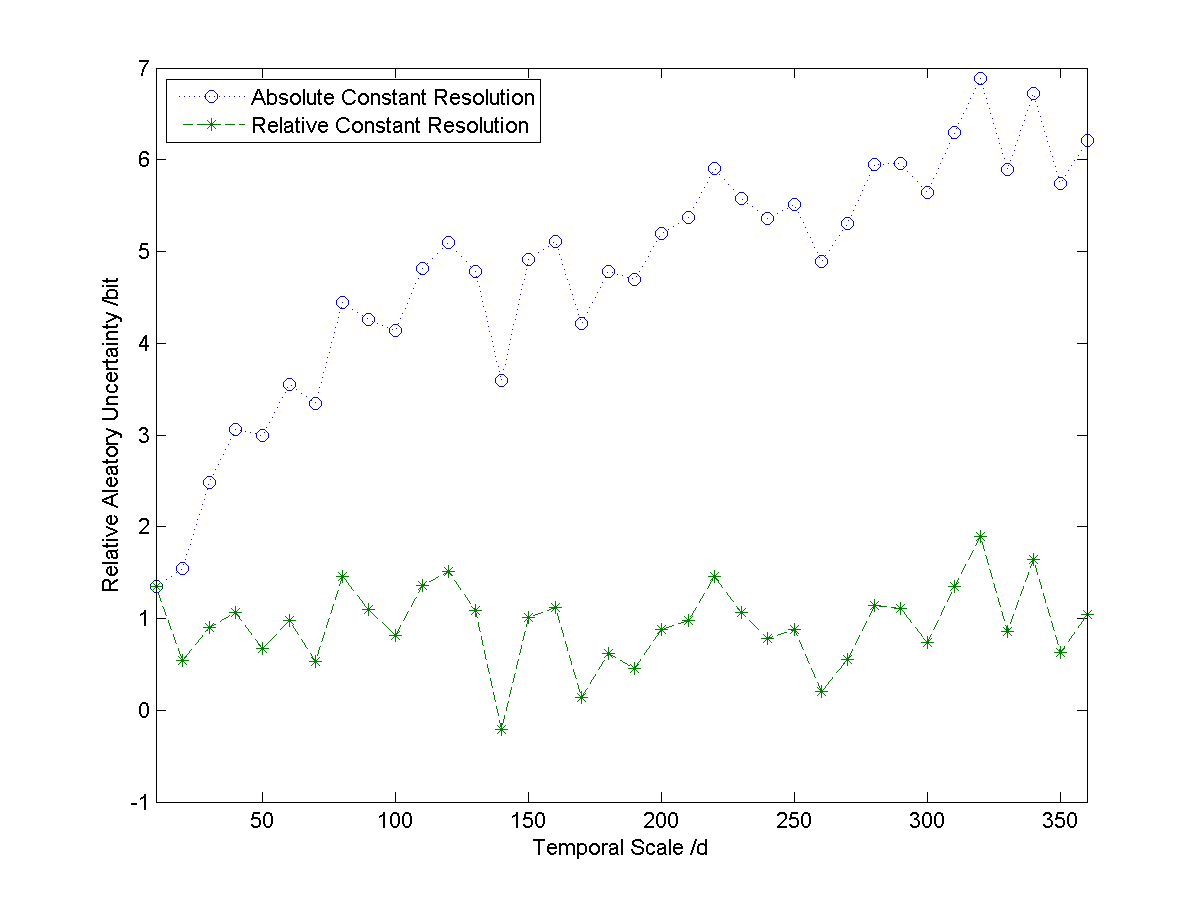 7
6
5
4
3
2
1
0
-1
Relative Aleatory Uncertainty /bit
Absolute Constant Resolution
Relative Constant Resolution
50 100 150 200 250 300 350
Temporal Scale /d